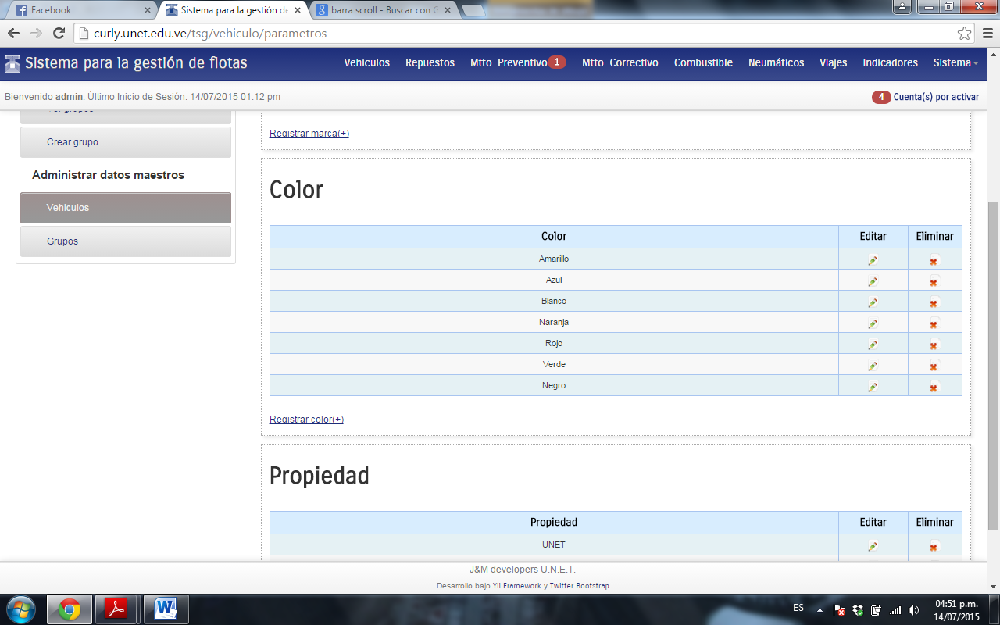 Facebook
Sistema para la gestión de
barra scroll - Buscar con G
curly.unet.edu.ve/tsg/vehiculo/parametros
Sistema para la gestión de flotas
Vehiculos
Repuestos
Mtto. Preventivo 1
Mtto. Correctivo
Combustible
Neumáticos
Viajes
Indicadores
Sistema
Bienvenido admin. Último Inicio de Sesión: 14/07/2015 01:12 pm
4 Cuenta(s) por activar
Ver grupos
Crear grupo
Administrar datos maestros
Vehiculos
Grupos
Registrar marca(+)
Color
Color Editar Eliminar
Amarillo
Azul
Blanco
Naranja
Rojo
Verde
Negro
Registrar color(+)
Propiedad
Propiedad Editar Eliminar
UNET
J&M developers U.N.E.T.
Desarrollo bajo Yii Framework y Twitter Bootstrap
ES
04:51 p.m.
14/07/2015